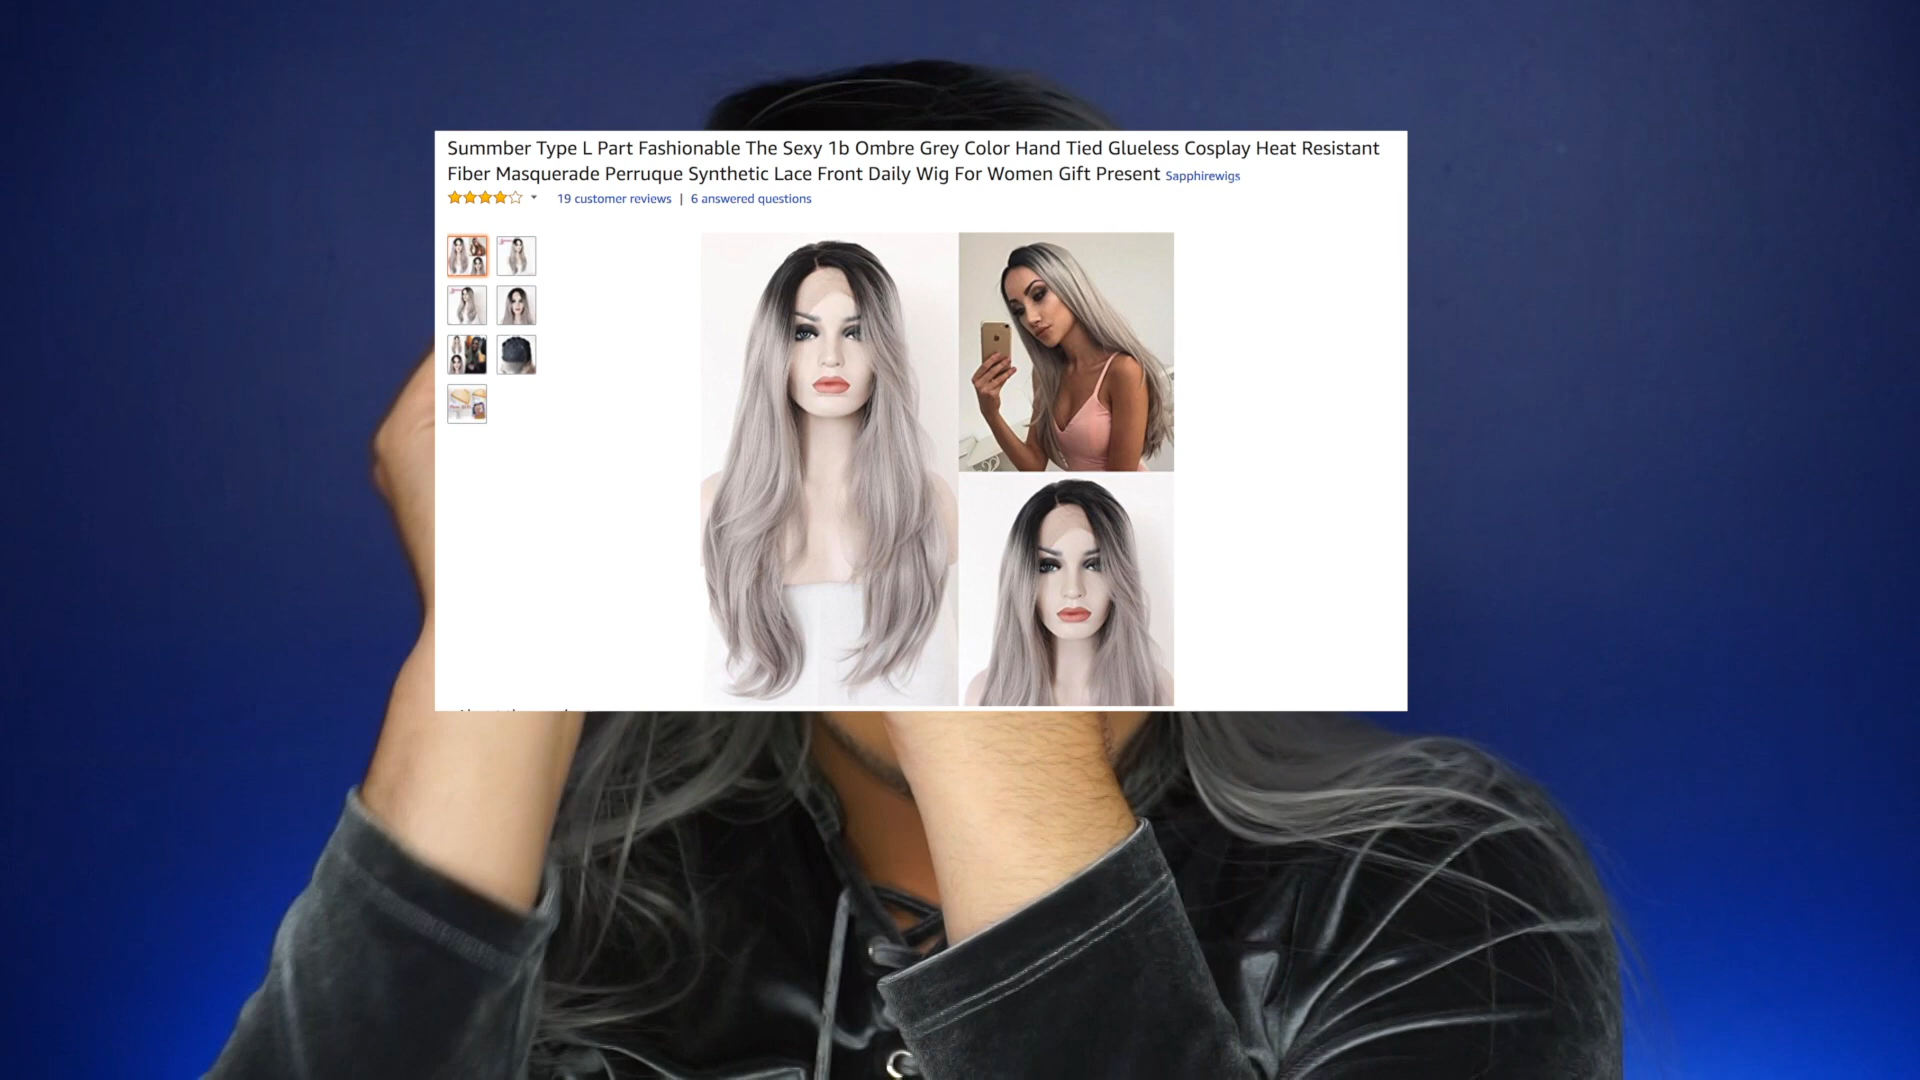 Summber Type L Part Fashionable The Sexy 1b Ombre Grey Color Hand Tied Glueless Cosplay Heat Resistant
Fiber Masquerade Perruque Synthetic Lace Front Daily Wig For Women Gift Present Sapphirewigs
19 customer reviews | 6 answered questions